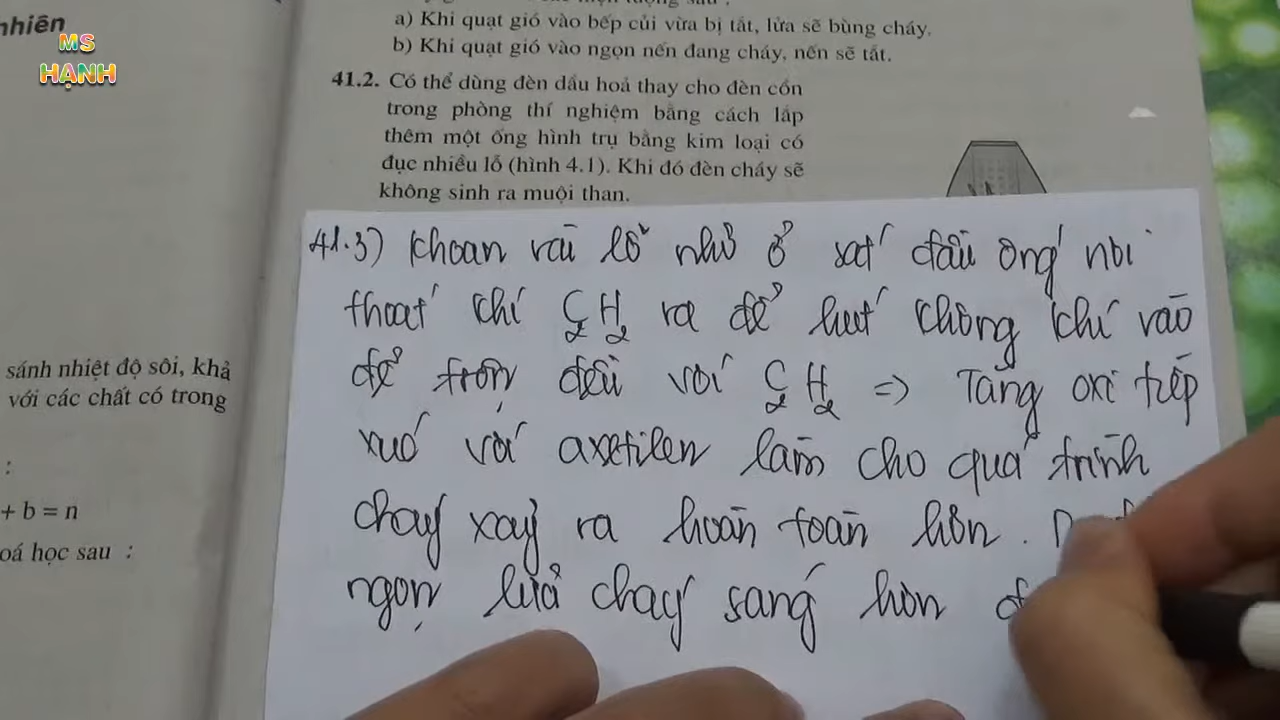 nhiên
MS
HẠNH
a) Khi quạt gió vào bếp củi vừa bị tắt, lửa sẽ bùng cháy.
b) Khi quạt gió vào ngọn nến đang cháy, nến sẽ tắt.
41.2. Có thể dùng đèn dầu hoả thay cho đèn cồn
trong phòng thí nghiệm bằng cách lắp
thêm một ống hình trụ bằng kim loại có
đục nhiều lỗ (hình 4.1). Khi đó đèn cháy sẽ
không sinh ra muội than.
sánh nhiệt độ sôi, khả
với các chất có trong
:
+ b = n
oá học sau :
41.3) Khoan vài lỗ nhỏ ở sát đầu ống nơi
thoát khí C2H2 ra để hút không khí vào
để trộn đều với C2H2 => Tăng oxi tiếp
xúc với axetilen làm cho quá trình
cháy xảy ra hoàn toàn hơn.
ngọn lửa cháy sáng hơn